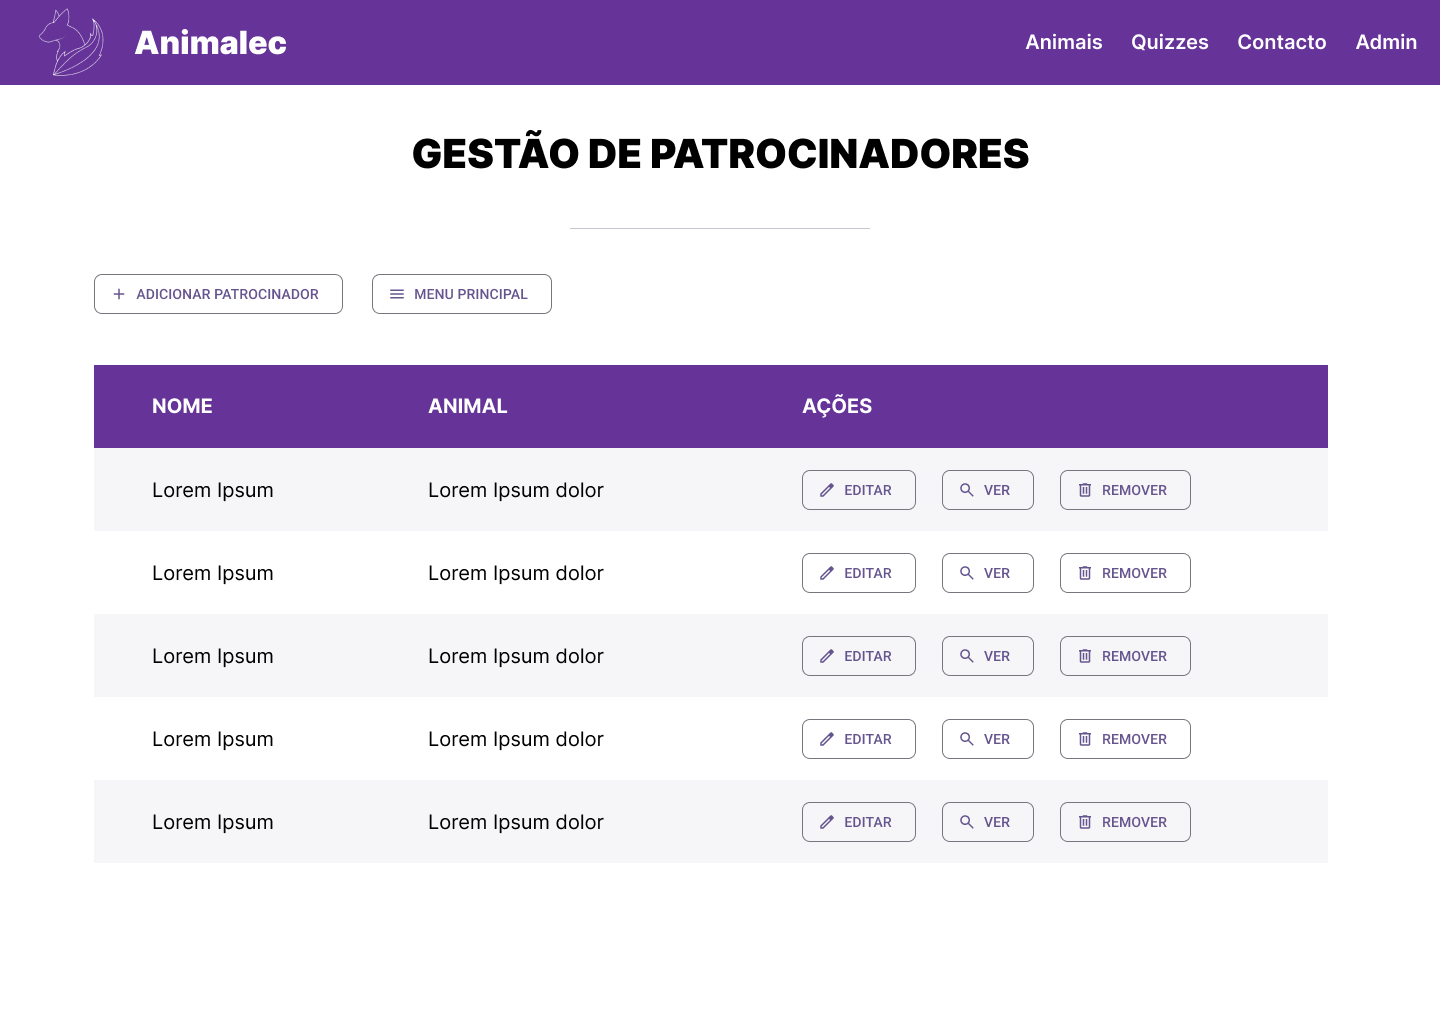 Animalec
Animais Quizzes Contacto Admin
GESTÃO DE PATROCINADORES
ADICIONAR PATROCINADOR MENU PRINCIPAL
NOME ANIMAL AÇÕES
Lorem Ipsum Lorem Ipsum dolor EDITAR VER REMOVER
Lorem Ipsum Lorem Ipsum dolor EDITAR VER REMOVER
Lorem Ipsum Lorem Ipsum dolor EDITAR VER REMOVER
Lorem Ipsum Lorem Ipsum dolor EDITAR VER REMOVER
Lorem Ipsum Lorem Ipsum dolor EDITAR VER REMOVER